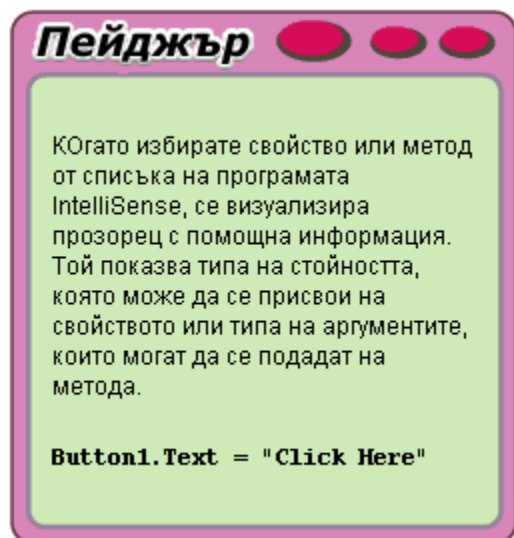 Пейджър
КОгато избирате свойство или метод
от списъка на програмата
IntelliSense, се визуализира
прозорец с помощна информация.
Той показва типа на стойността,
която може да се присвои на
свойството или типа на аргументите,
които могат да се подадат на
метода.
Button1.Text = "Click Here"